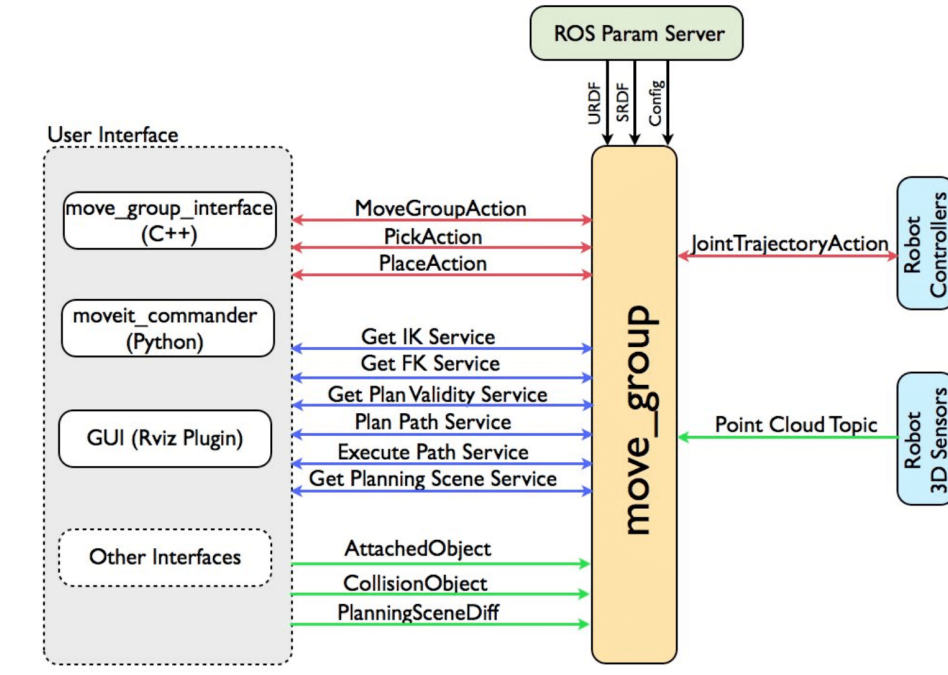 ROS Param Server
URDF
SRDF
Config
User Interface
move_group_interface
(C++)
moveit_commander
(Python)
GUI (Rviz Plugin)
Other Interfaces
MoveGroupAction
PickAction
PlaceAction
Get IK Service
Get FK Service
Get Plan Validity Service
Plan Path Service
Execute Path Service
Get Planning Scene Service
AttachedObject
CollisionObject
PlanningSceneDiff
move_group
JointTrajectoryAction
Point Cloud Topic
Robot
Controllers
Robot
3D Sensors